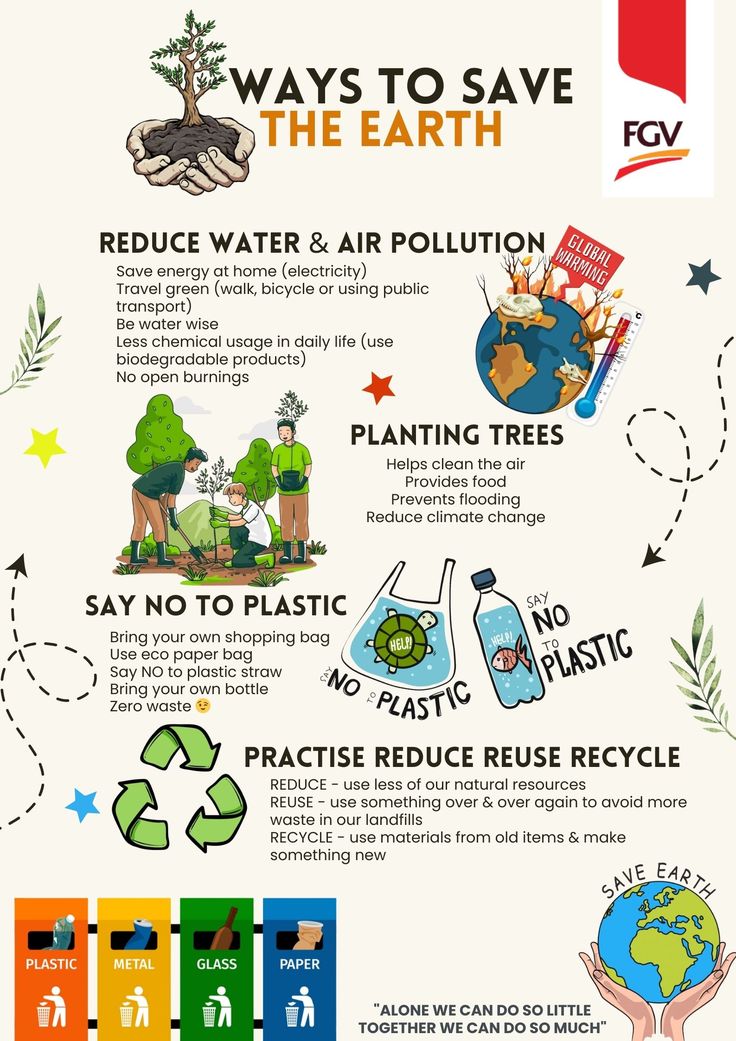 WAYS TO SAVE
THE EARTH
FGV
REDUCE WATER & AIR POLLUTION
Save energy at home (electricity)
Travel green (walk, bicycle or using public
transport)
Be water wise
Less chemical usage in daily life (use
biodegradable products)
No open burnings
GLOBAL
WARMING
PLANTING TREES
Helps clean the air
Provides food
Prevents flooding
Reduce climate change
SAY NO TO PLASTIC
Bring your own shopping bag
Use eco paper bag
Say NO to plastic straw
Bring your own bottle
Zero waste 😉
HELP!
SAY NO TO PLASTIC
HELP!
SAY
NO
TO
PLASTIC
PRACTISE REDUCE REUSE RECYCLE
REDUCE - use less of our natural resources
REUSE - use something over & over again to avoid more
waste in our landfills
RECYCLE - use materials from old items & make
something new
SAVE EARTH
PLASTIC
METAL
GLASS
PAPER
"ALONE WE CAN DO SO LITTLE
TOGETHER WE CAN DO SO MUCH"